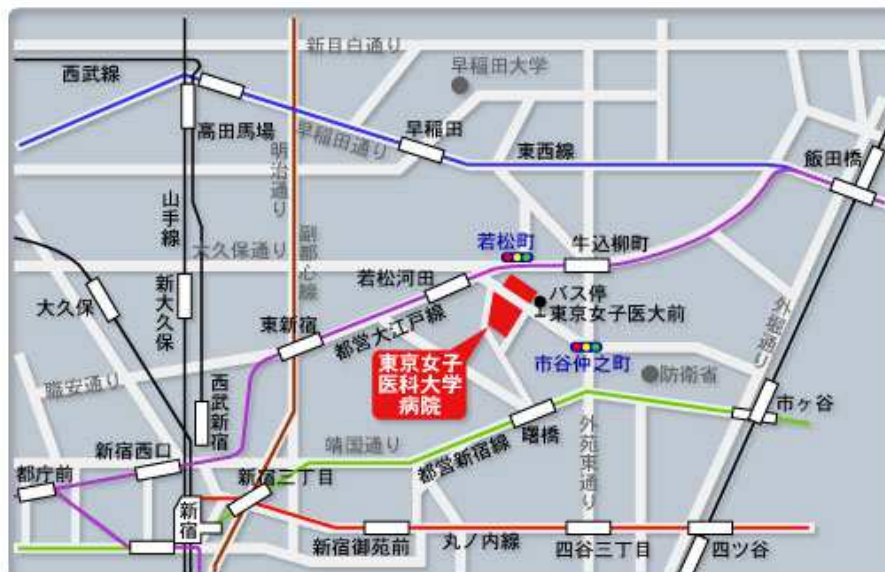 新目白通り
西武線
早稲田大学
高田馬場
早稲田通り
早稲田
東西線
飯田橋
明治通り
山手線
大久保通り
副都心線
若松町
牛込柳町
若松河田
バス停
東京女子医大前
大久保
新大久保
東新宿
都営大江戸線
外堀通り
東京女子
医科大学
病院
市谷仲之町
防衛省
職安通り
西武新宿
市ヶ谷
靖国通り
都営新宿線
曙橋
外苑東通り
新宿西口
都庁前
新宿三丁目
新宿
新宿御苑前
丸ノ内線
四谷三丁目
四ツ谷